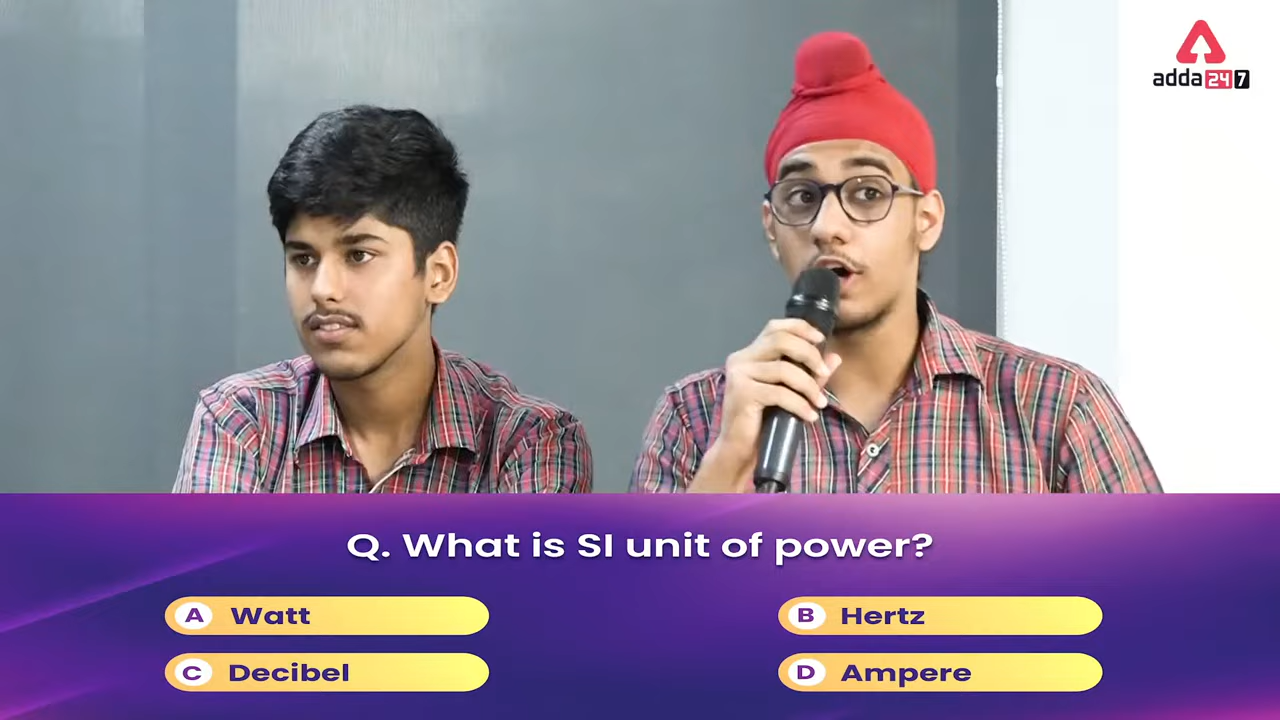 adda247
Q. What is SI unit of power?
A Watt
B Hertz
C Decibel
D Ampere